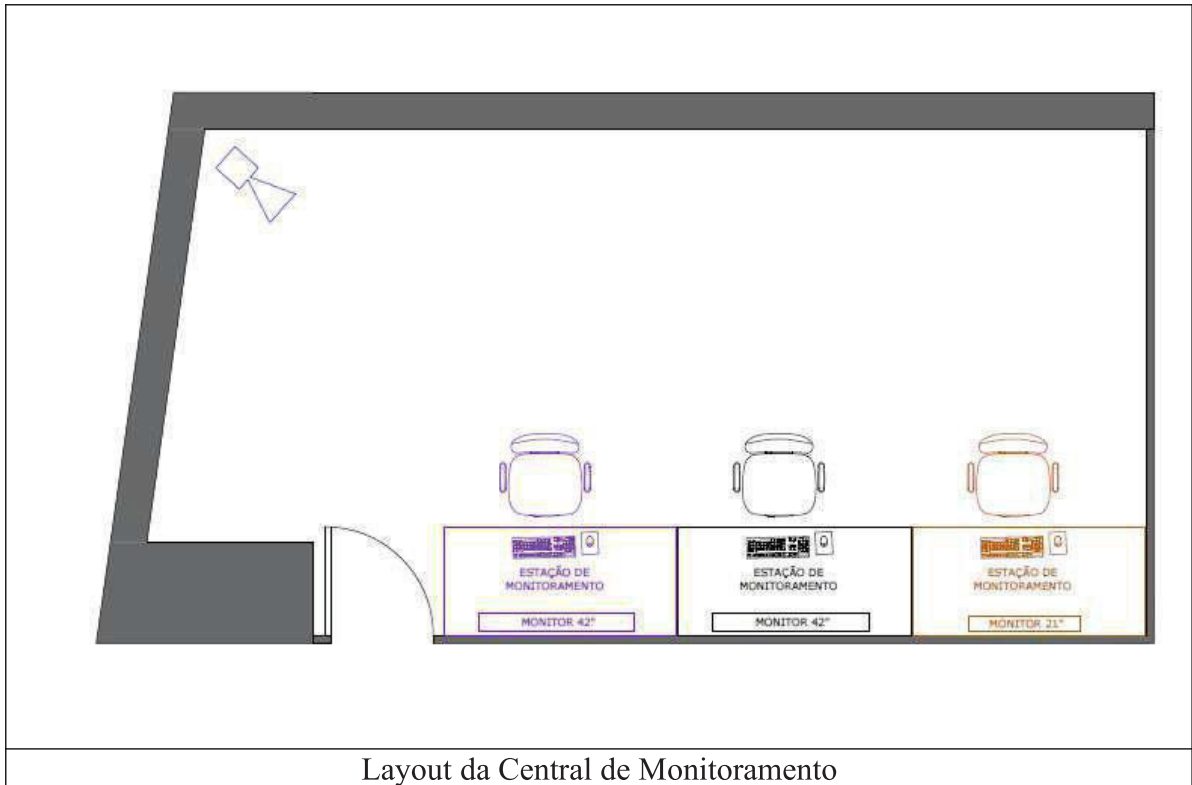 ESTAÇÃO DE
MONITORAMENTO
MONITOR 42"
ESTAÇÃO DE
MONITORAMENTO
MONITOR 42"
ESTAÇÃO DE
MONITORAMENTO
MONITOR 21"
Layout da Central de Monitoramento